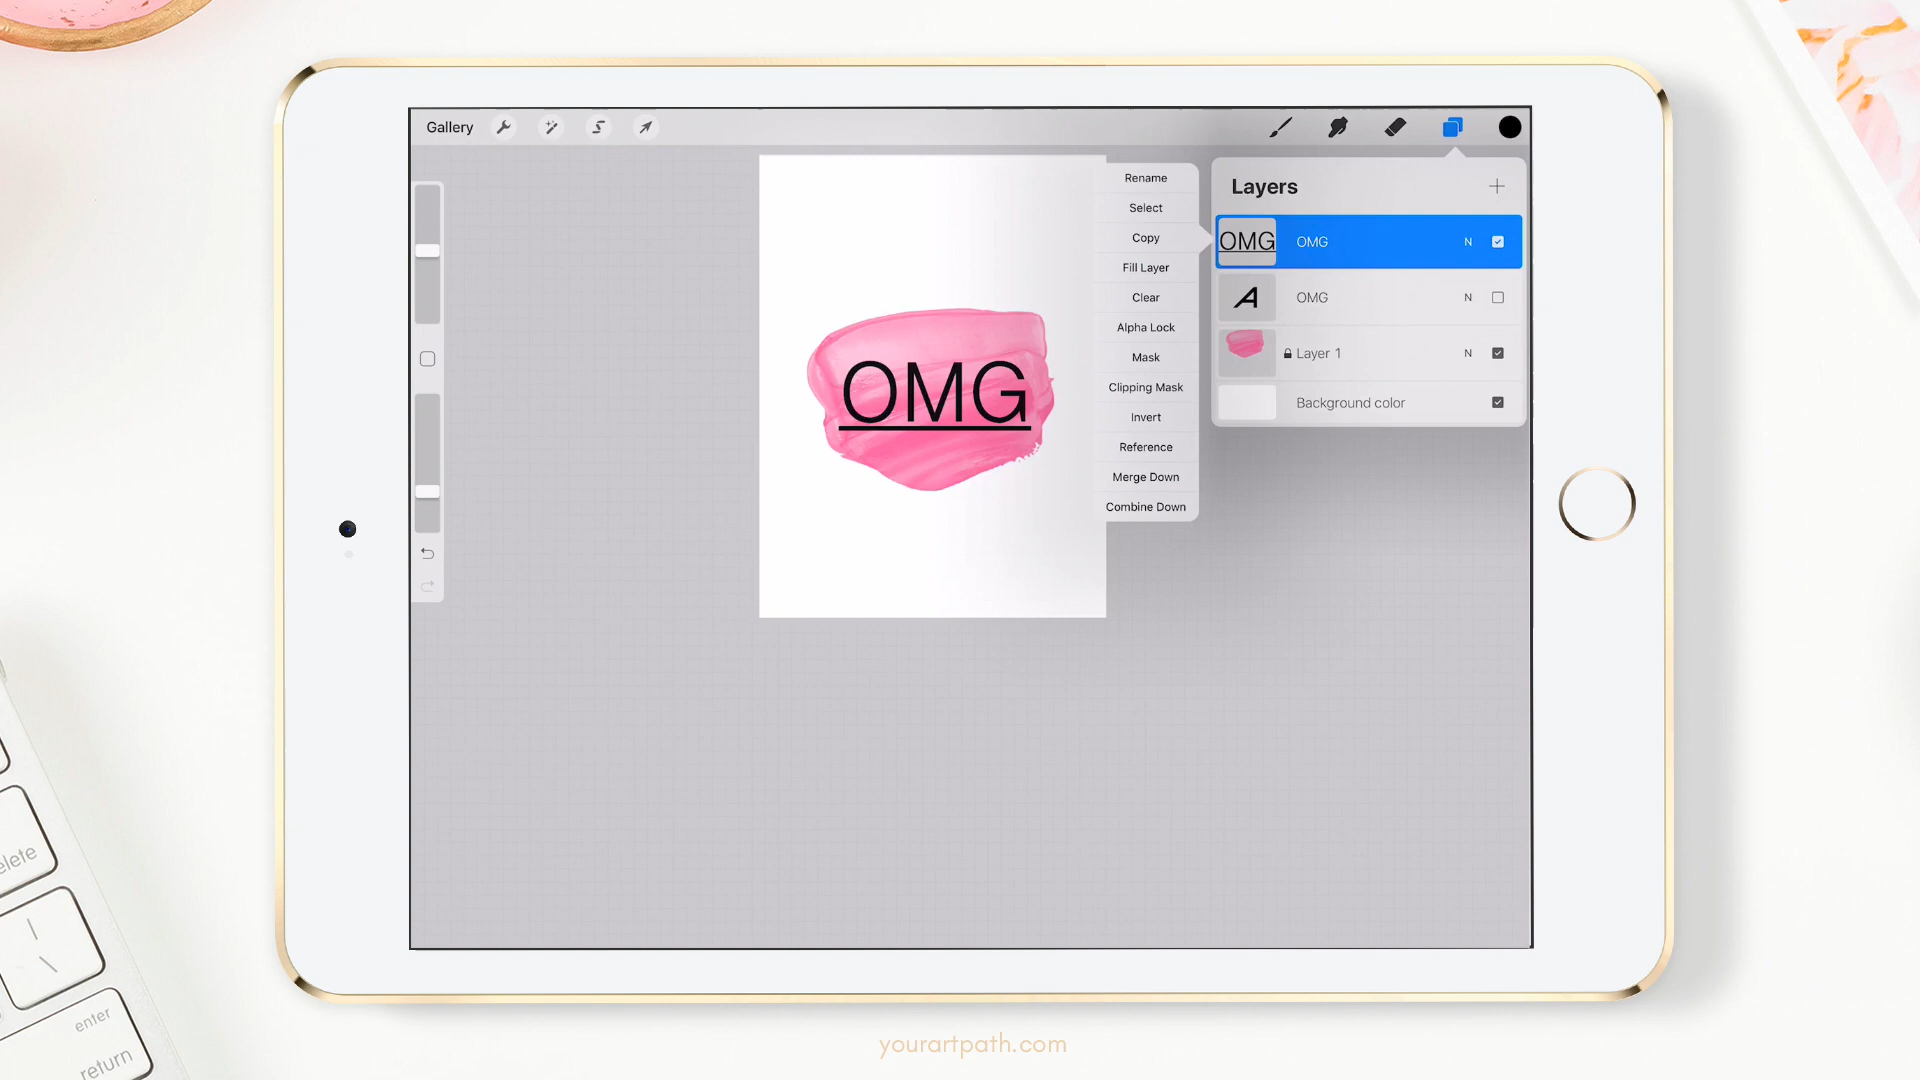 Gallery
Rename
Select
Copy
Fill Layer
Clear
Alpha Lock
Mask
Clipping Mask
Invert
Reference
Merge Down
Combine Down
Layers
OMG OMG N
A OMG N
Layer 1 N
Background color
OMG
elete
\
enter
return
yourartpath.com